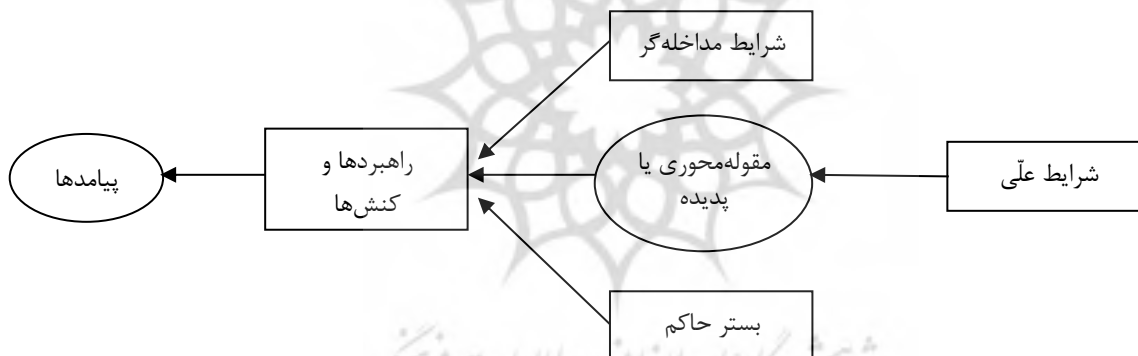 شرایط مداخله‌گر
شرایط علّی
مقوله‌محوری یا
پدیده
راهبردها و
کنش‌ها
پیامدها
بستر حاکم